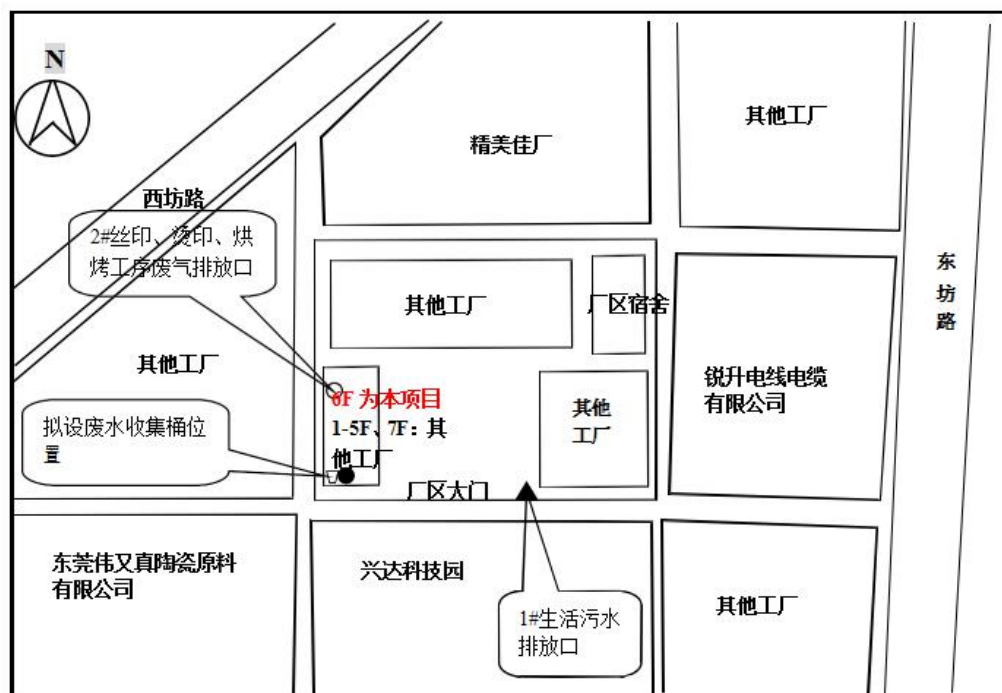 N
其他工厂
精美佳厂
西坊路
2#丝印、烫印、烘
烤工序废气排放口
东
坊
路
其他工厂
厂区宿舍
其他工厂
锐升电线电缆
有限公司
6F 为本项目
1-5F、7F：其
他工厂
其他
工厂
拟设废水收集桶位
置
厂区大门
东莞伟又真陶瓷原料
有限公司
兴达科技园
其他工厂
1#生活污水
排放口